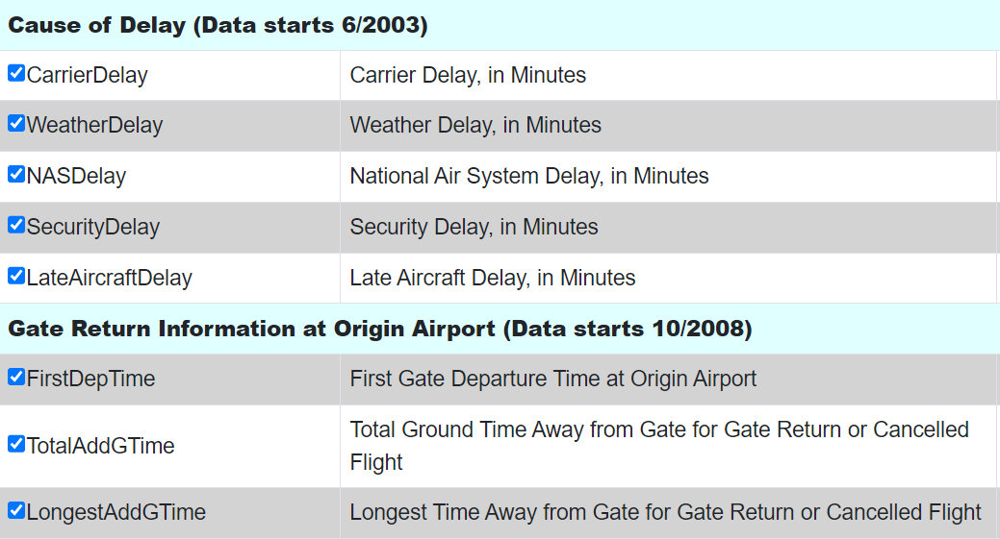 Cause of Delay (Data starts 6/2003)
CarrierDelay Carrier Delay, in Minutes
WeatherDelay Weather Delay, in Minutes
NASDelay National Air System Delay, in Minutes
SecurityDelay Security Delay, in Minutes
LateAircraftDelay Late Aircraft Delay, in Minutes
Gate Return Information at Origin Airport (Data starts 10/2008)
FirstDepTime First Gate Departure Time at Origin Airport
TotalAddGTime Total Ground Time Away from Gate for Gate Return or Cancelled
Flight
LongestAddGTime Longest Time Away from Gate for Gate Return or Cancelled Flight